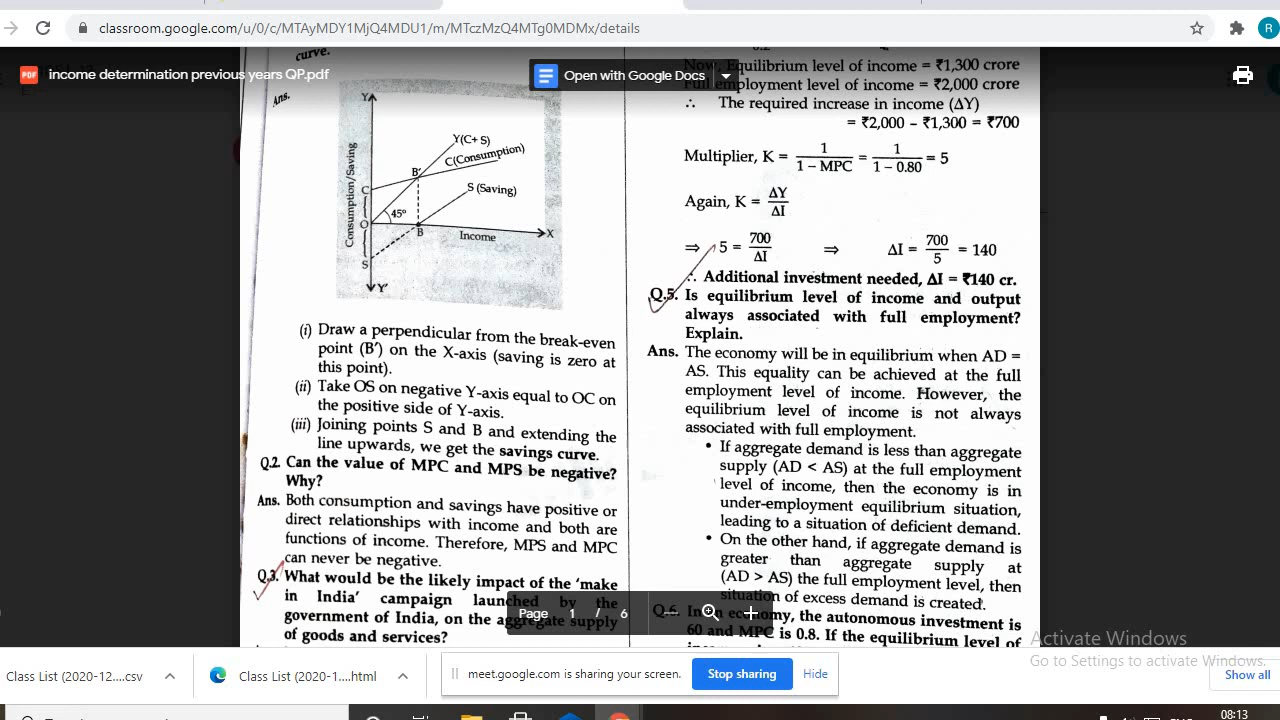 classroom.google.com/u/0/c/MTAyMDY1MjQ4MDU1/m/MTczMzQ4MTg0MDMx/details
R
curve.
PDF
income determination previous years QP.pdf
Open with Google Docs
Ans.
Y
Y(C+ S)
C(Consumption)
B'
S (Saving)
C
45°
O
B
Income
X
Consumption/Saving
S
Y'
(i) Draw a perpendicular from the break-even
point (B') on the X-axis (saving is zero at
this point).
(ii) Take OS on negative Y-axis equal to OC on
the positive side of Y-axis.
(iii) Joining points S and B and extending the
line upwards, we get the savings curve.
Q.2. Can the value of MPC and MPS be negative?
Why?
Ans. Both consumption and savings have positive or
direct relationships with income and both are
functions of income. Therefore, MPS and MPC
can never be negative.
Q.3. What would be the likely impact of the 'make
in India' campaign launched by the
government of India, on the aggregate supply
of goods and services?
Now, Equilibrium level of income = ₹1,300 crore
Full employment level of income = ₹2,000 crore
∴ The required increase in income (ΔY)
= ₹2,000 − ₹1,300 = ₹700
Multiplier, K = 1 / 1 − MPC = 1 / 1 − 0.80 = 5
Again, K = ΔY / ΔI
⇒ 5 = 700 / ΔI ⇒ ΔI = 700 / 5 = 140
∴ Additional investment needed, ΔI = ₹140 cr.
Q.5. Is equilibrium level of income and output
always associated with full employment?
Explain.
Ans. The economy will be in equilibrium when AD =
AS. This equality can be achieved at the full
employment level of income. However, the
equilibrium level of income is not always
associated with full employment.
• If aggregate demand is less than aggregate
supply (AD < AS) at the full employment
level of income, then the economy is in
under-employment equilibrium situation,
leading to a situation of deficient demand.
• On the other hand, if aggregate demand is
greater than aggregate supply at
(AD > AS) the full employment level, then
situation of excess demand is created.
Q.6. In an economy, the autonomous investment is
60 and MPC is 0.8. If the equilibrium level of
Page 1 / 6
Activate Windows
Go to Settings to activate Windows.
Class List (2020-12....csv
Class List (2020-1....html
meet.google.com is sharing your screen.
Stop sharing
Hide
Show all
08:13